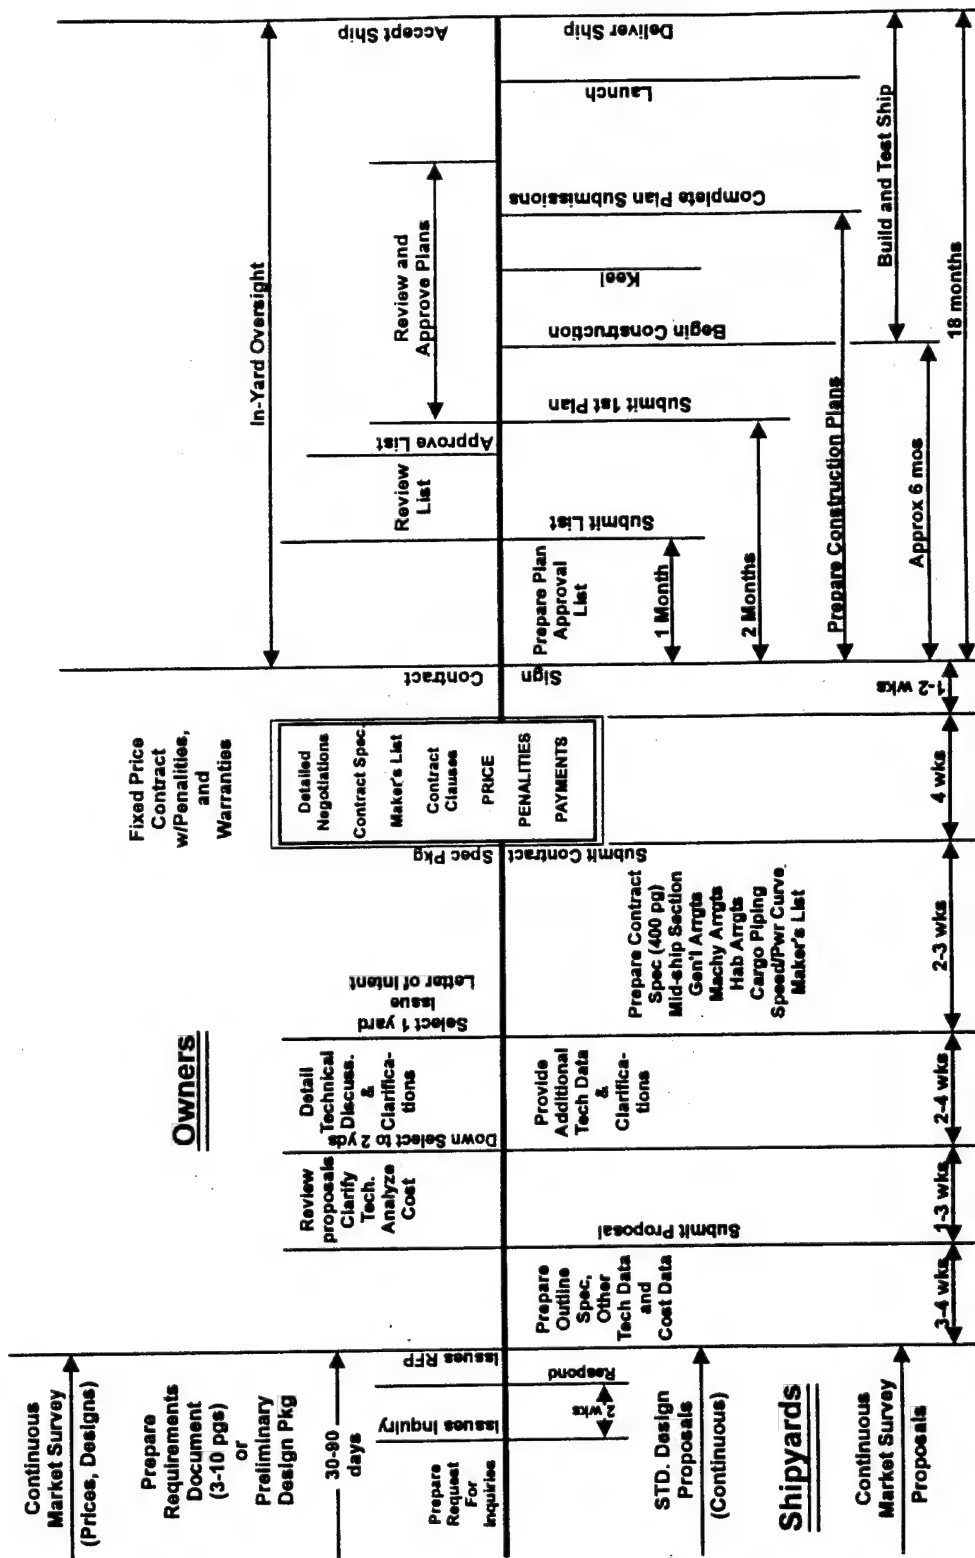 Continuous
Market Survey
(Prices, Designs)
Prepare
Requirements
Document
(3-10 pgs)
or
Preliminary
Design Pkg
30-90
days
Prepare
Request
For
Inquiries
Issues Inquiry
Issues RFP
2 wks
Respond
STD. Design
Proposals
(Continuous)
Shipyards
Continuous
Market Survey
Proposals
Owners
Review
proposals
Clarify
Tech.
Analyze
Cost
Down Select to 2 yds
Detail
Technical
Discuss.
&
Clarifica-
tions
Select 1 yard
Issue
Letter of Intent
Prepare
Outline
Spec,
Other
Tech Data
and
Cost Data
Submit Proposal
Provide
Additional
Tech Data
&
Clarifica-
tions
Prepare Contract
Spec (400 pg)
Mid-ship Section
Gen'l Arrgts
Machy Arrgts
Hab Arrgts
Cargo Piping
Speed/Pwr Curve
Maker's List
3-4 wks
1-3 wks
2-4 wks
2-3 wks
4 wks
1-2 wks
Fixed Price
Contract
w/Penalities,
and
Warranties
Spec Pkg
Submit Contract
Detailed
Negotiations
Contract Spec.
Maker's List
Contract
Clauses
PRICE
PENALITIES
PAYMENTS
Sign
Contract
In-Yard Oversight
Review
List
Approve List
Review and
Approve Plans
Accept Ship
Prepare Plan
Approval
List
Submit List
Submit 1st Plan
Begin Construction
Keel
Complete Plan Submissions
Launch
Deliver Ship
1 Month
2 Months
Prepare Construction Plans
Approx 6 mos
Build and Test Ship
18 months